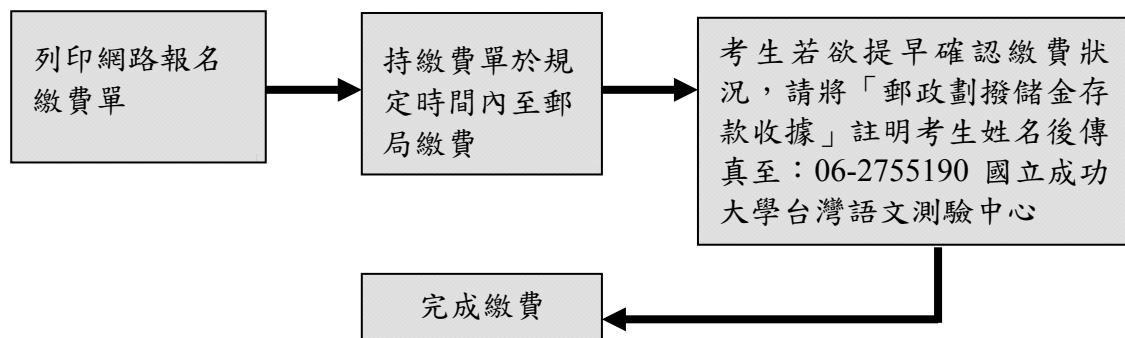 列印網路報名
繳費單
持繳費單於規
定時間內至郵
局繳費
考生若欲提早確認繳費狀
況，請將「郵政劃撥儲金存
款收據」註明考生姓名後傳
真至：06-2755190 國立成功
大學台灣語文測驗中心
完成繳費